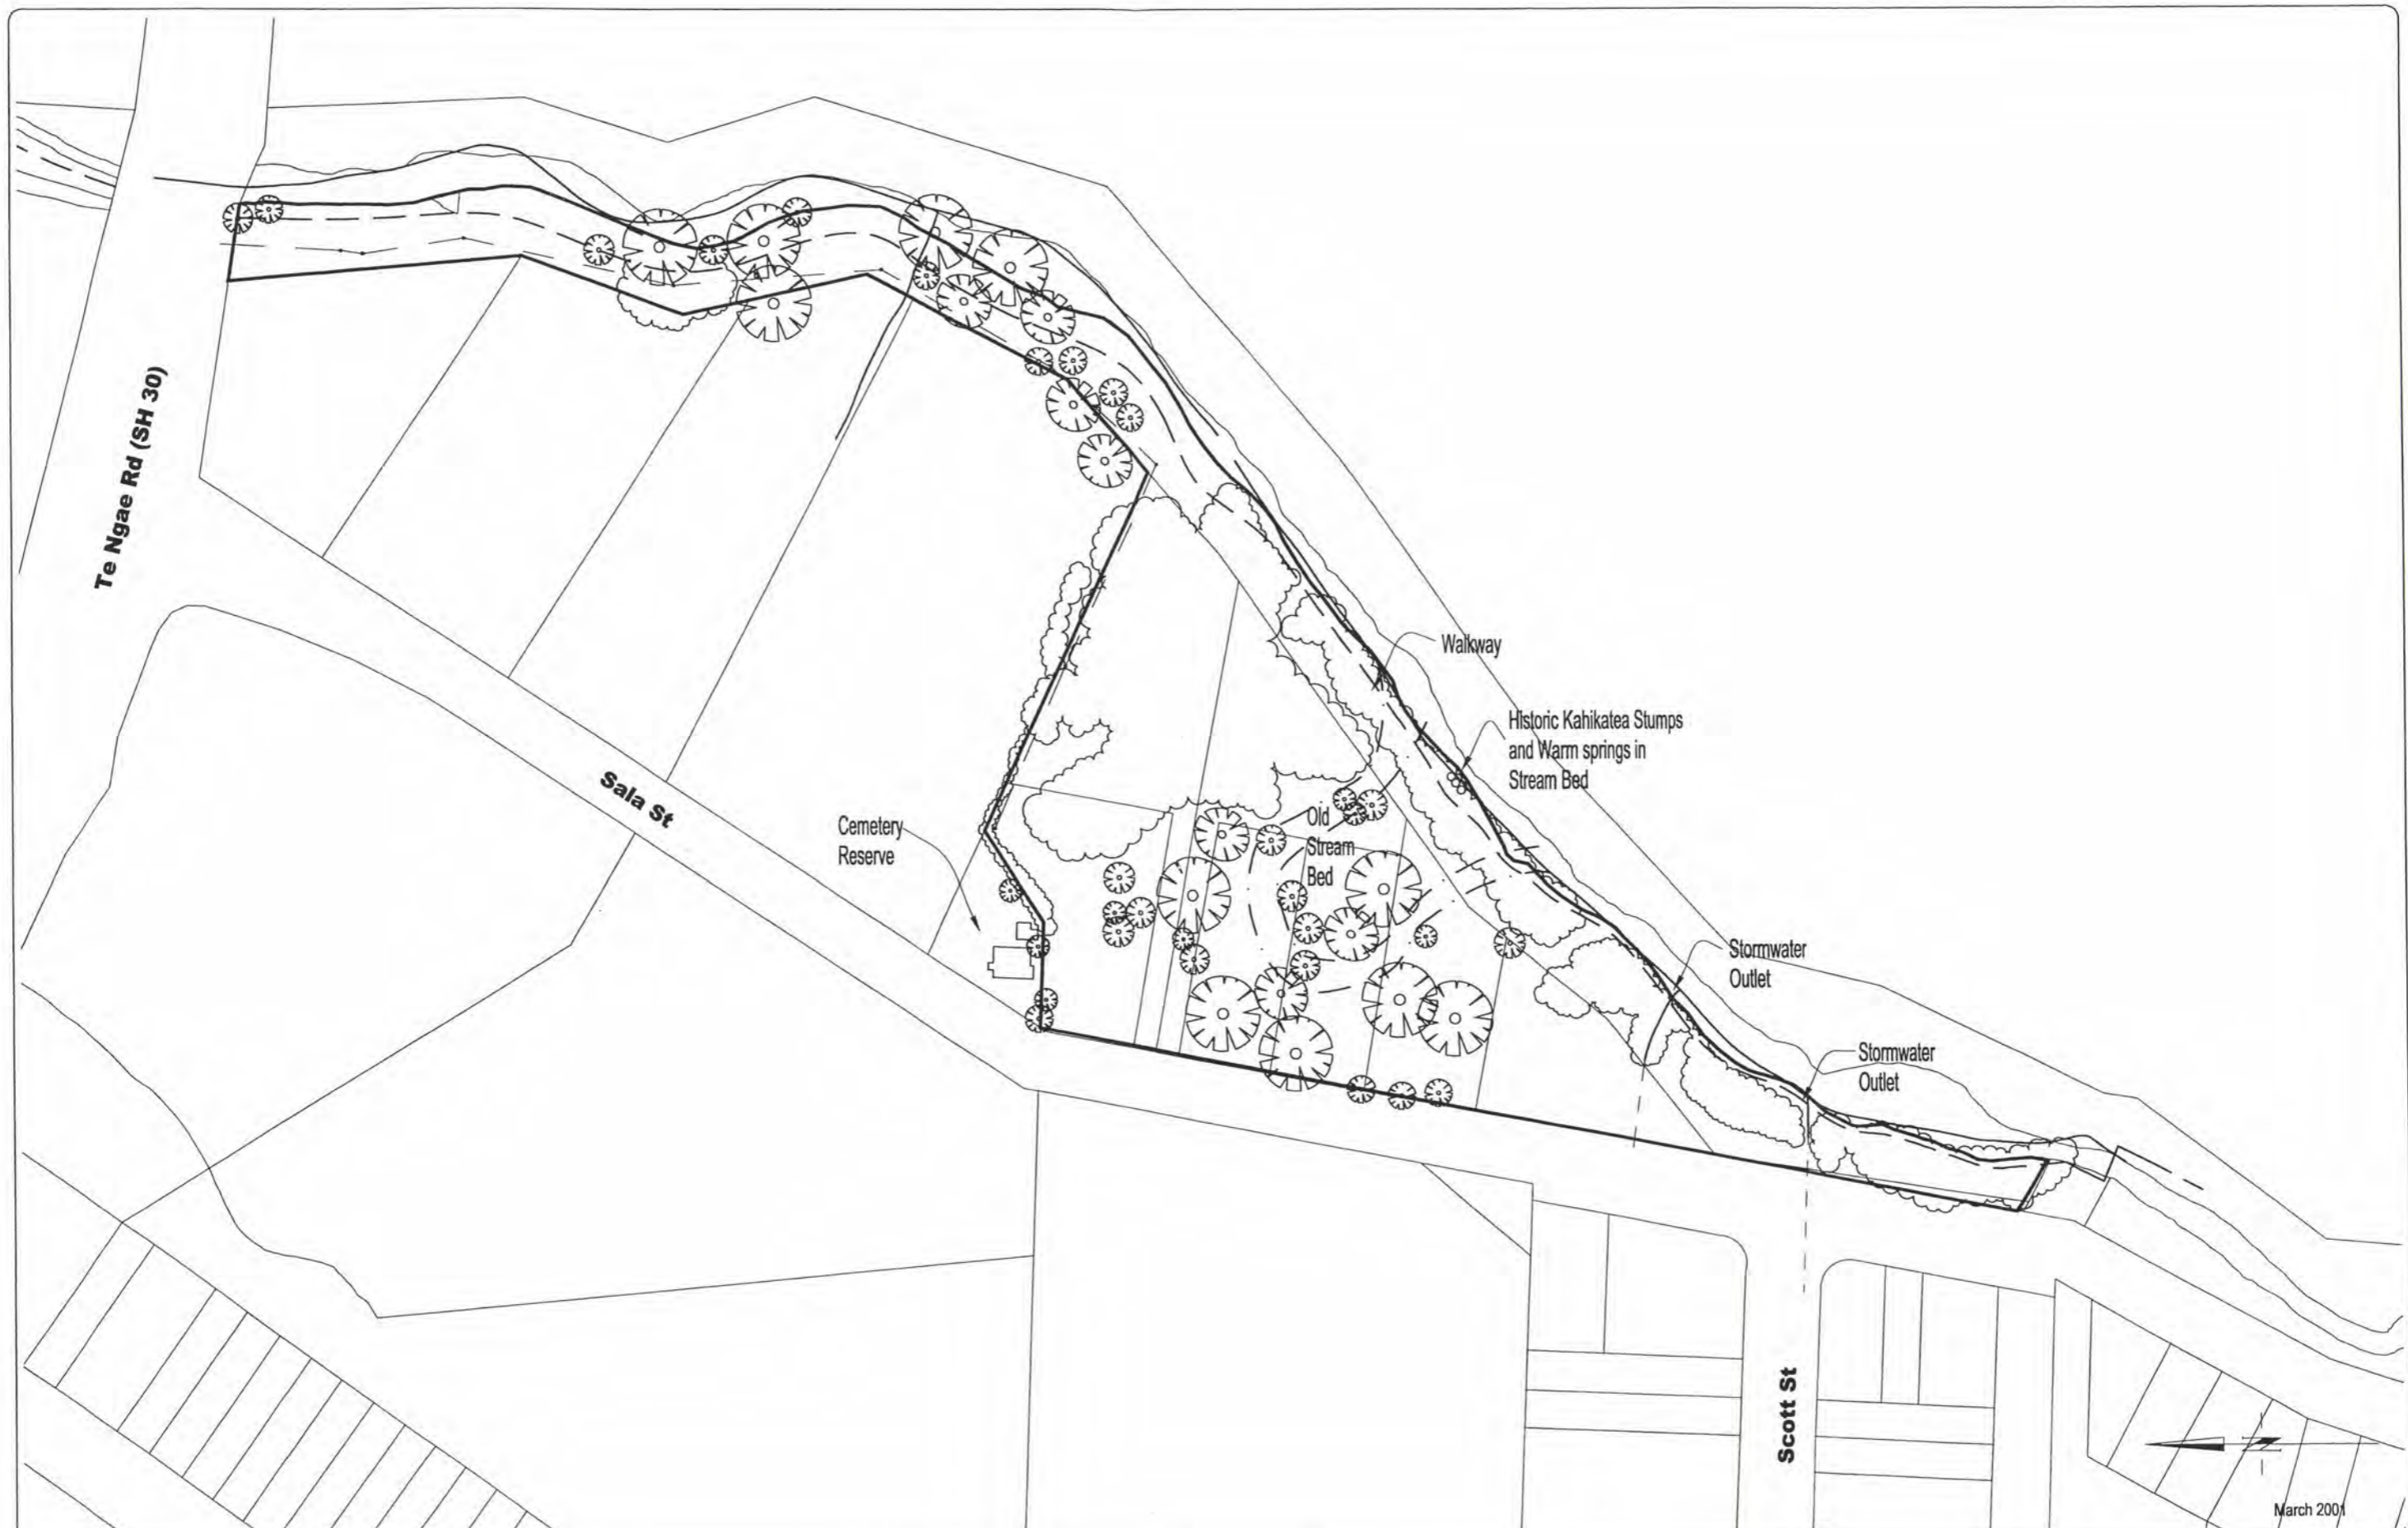 Te Ngae Rd (SH 30)
Walkway
Historic Kahikatea Stumps
and Warm springs in
Stream Bed
Sala St
Cemetery
Reserve
Old
Stream
Bed
Stormwater
Outlet
Stormwater
Outlet
Scott St
N
March 2001